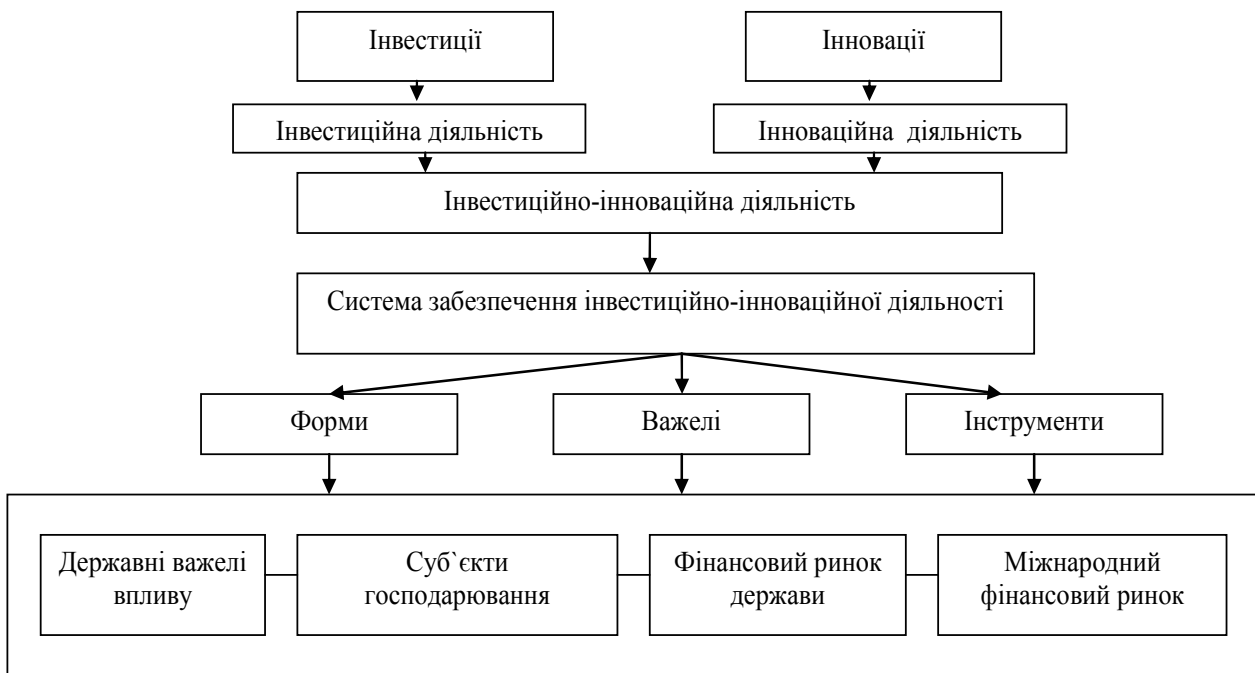 Інвестиції
Інновації
Інвестиційна діяльність
Інноваційна діяльність
Інвестиційно-інноваційна діяльність
Система забезпечення інвестиційно-інноваційної діяльності
Форми
Важелі
Інструменти
Державні важелі
впливу
Суб`єкти
господарювання
Фінансовий ринок
держави
Міжнародний
фінансовий ринок